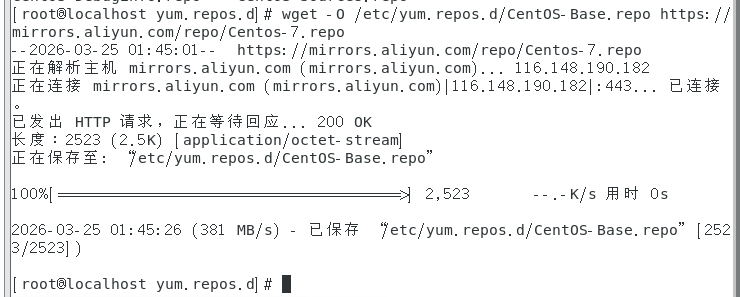 [root@localhost yum.repos.d]# wget -O /etc/yum.repos.d/CentOS-Base.repo https://
mirrors.aliyun.com/repo/Centos-7.repo
--2026-03-25 01:45:01--  https://mirrors.aliyun.com/repo/Centos-7.repo
正在解析主机 mirrors.aliyun.com (mirrors.aliyun.com)... 116.148.190.182
正在连接 mirrors.aliyun.com (mirrors.aliyun.com)|116.148.190.182|:443... 已连接
。
已发出 HTTP 请求，正在等待回应... 200 OK
长度：2523 (2.5K) [application/octet-stream]
正在保存至: “/etc/yum.repos.d/CentOS-Base.repo”
100%[======================================>] 2,523       --.-K/s 用时 0s
2026-03-25 01:45:26 (381 MB/s) - 已保存 “/etc/yum.repos.d/CentOS-Base.repo” [252
3/2523])
[root@localhost yum.repos.d]#